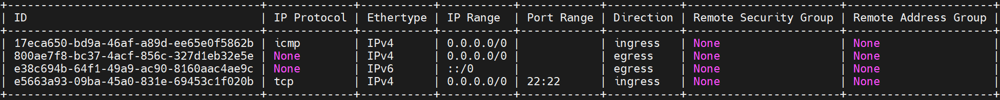 +--------------------------------------+-------------+-----------+-----------+------------+-----------+-----------------------+----------------------+
| ID                                   | IP Protocol | Ethertype | IP Range  | Port Range | Direction | Remote Security Group | Remote Address Group |
+--------------------------------------+-------------+-----------+-----------+------------+-----------+-----------------------+----------------------+
| 17eca650-bd9a-46af-a89d-ee65e0f5862b | icmp        | IPv4      | 0.0.0.0/0 |            | ingress   | None                  | None                 |
| 800ae7f8-bc37-4acf-856c-327d1eb32e5e | None        | IPv4      | 0.0.0.0/0 |            | egress    | None                  | None                 |
| e38c694b-64f1-49a9-ac90-8160aac4ae9c | None        | IPv6      | ::/0      |            | egress    | None                  | None                 |
| e5663a93-09ba-45a0-831e-69453c1f020b | tcp         | IPv4      | 0.0.0.0/0 | 22:22      | ingress   | None                  | None                 |
+--------------------------------------+-------------+-----------+-----------+------------+-----------+-----------------------+----------------------+